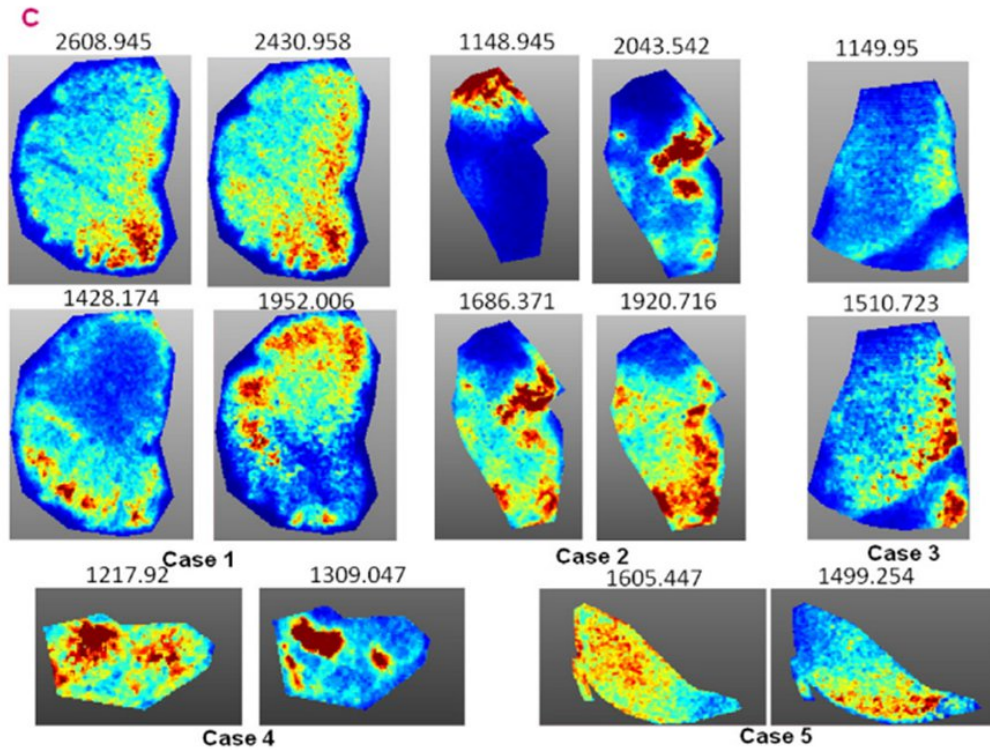 C
2608.945 2430.958 1148.945 2043.542 1149.95
1428.174 1952.006 1686.371 1920.716 1510.723
Case 1 Case 2 Case 3
1217.92 1309.047 1605.447 1499.254
Case 4 Case 5